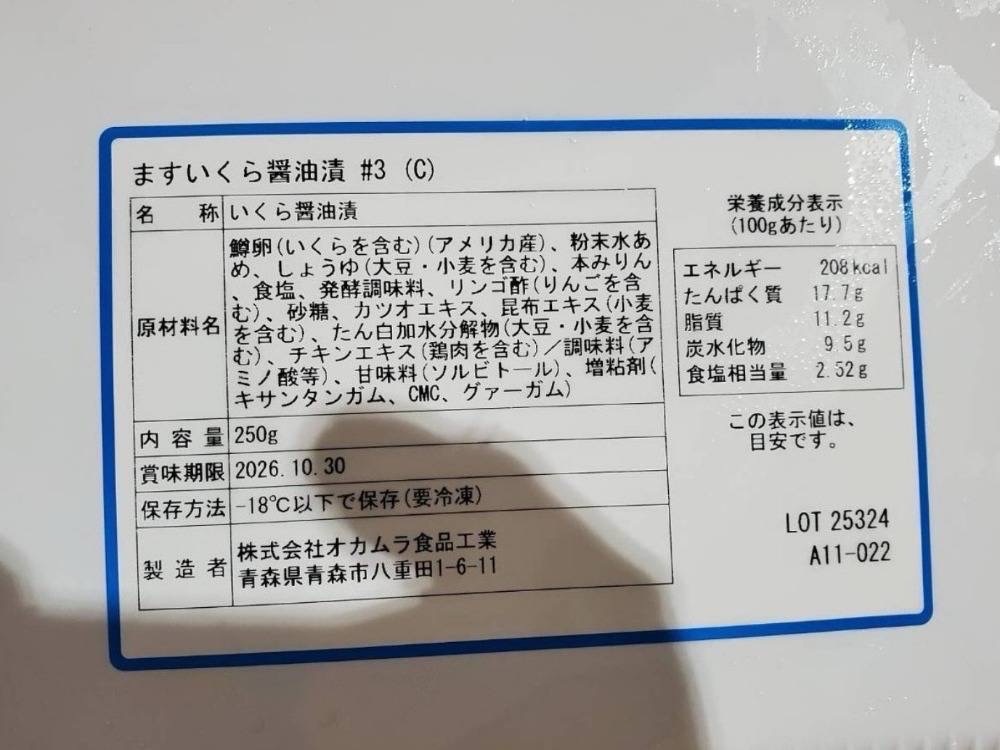 ますいくら醤油漬 #3 (C)
名　　称 いくら醤油漬
原材料名
鱒卵(いくらを含む)(アメリカ産)、粉末水あ
め、しょうゆ(大豆・小麦を含む)、本みりん
、食塩、発酵調味料、リンゴ酢(りんごを含
む)、砂糖、カツオエキス、昆布エキス(小麦
を含む)、たん白加水分解物(大豆・小麦を含
む)、チキンエキス(鶏肉を含む)／調味料(ア
ミノ酸等)、甘味料(ソルビトール)、増粘剤(
キサンタンガム、CMC、グァーガム)
内 容 量 250g
賞味期限 2026.10.30
保存方法 -18℃以下で保存(要冷凍)
製 造 者
株式会社オカムラ食品工業
青森県青森市八重田1-6-11
栄養成分表示
(100gあたり)
エネルギー 208kcal
たんぱく質 17.7g
脂質 11.2g
炭水化物 9.5g
食塩相当量 2.52g
この表示値は、
目安です。
LOT 25324
A11-022